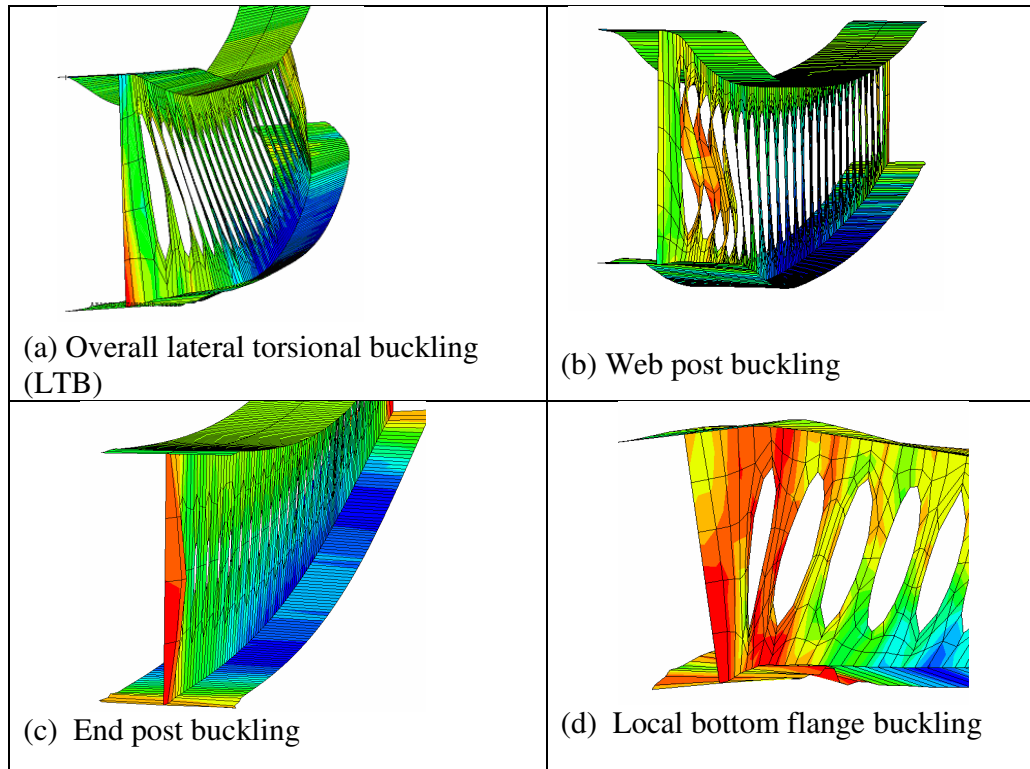 (a) Overall lateral torsional buckling
(LTB)
(b) Web post buckling
(c) End post buckling
(d) Local bottom flange buckling